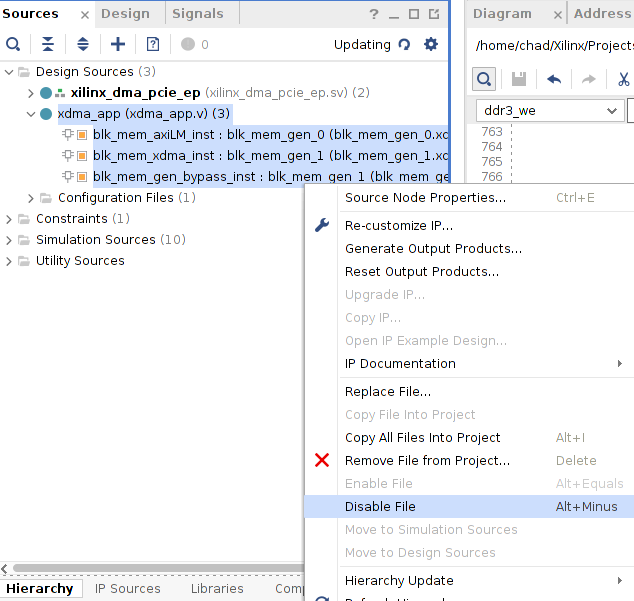 Sources × Design Signals ?
Updating
0
Design Sources (3)
xilinx_dma_pcie_ep (xilinx_dma_pcie_ep.sv) (2)
xdma_app (xdma_app.v) (3)
blk_mem_axiLM_inst : blk_mem_gen_0 (blk_mem_gen_0.xc
blk_mem_xdma_inst : blk_mem_gen_1 (blk_mem_gen_1.xc
blk_mem_gen_bypass_inst : blk_mem_gen_1 (blk_mem_ge
Configuration Files (1)
Constraints (1)
Simulation Sources (10)
Utility Sources
Hierarchy IP Sources Libraries Com
Diagram × Address
/home/chad/Xilinx/Projects
ddr3_we
763
764
765
766
Source Node Properties... Ctrl+E
Re-customize IP...
Generate Output Products...
Reset Output Products...
Upgrade IP...
Copy IP...
Open IP Example Design...
IP Documentation
Replace File...
Copy File Into Project
Copy All Files Into Project Alt+I
Remove File from Project... Delete
Enable File Alt+Equals
Disable File Alt+Minus
Move to Simulation Sources
Move to Design Sources
Hierarchy Update